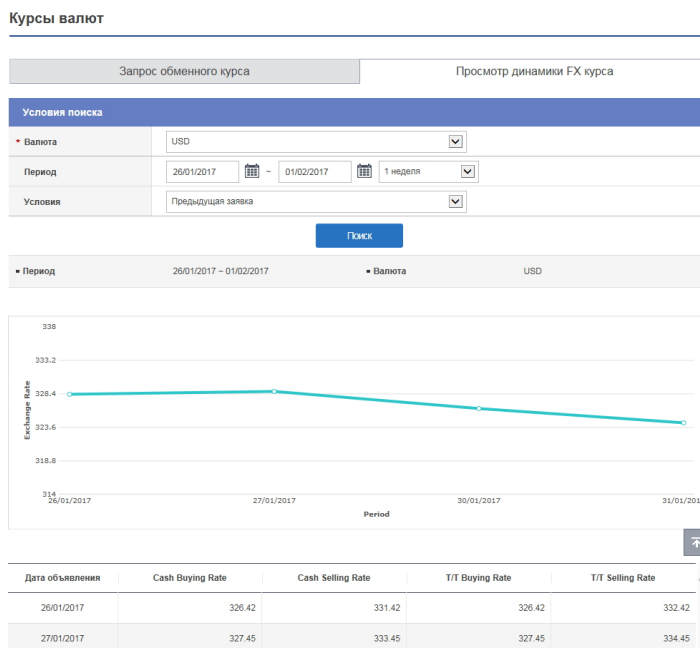 Курсы валют
Запрос обменного курса Просмотр динамики FX курса
Условия поиска
* Валюта USD
Период 26/01/2017 ~ 01/02/2017 1 неделя
Условия Предыдущая заявка
Поиск
Период 26/01/2017 ~ 01/02/2017 Валюта USD
338
333.2
328.4
323.6
318.8
314
Exchange Rate
26/01/2017 27/01/2017 30/01/2017 31/01/201
Period
Дата объявления Cash Buying Rate Cash Selling Rate T/T Buying Rate T/T Selling Rate
26/01/2017 326.42 331.42 326.42 332.42
27/01/2017 327.45 333.45 327.45 334.45